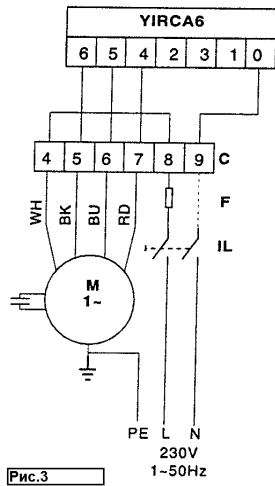 YIRCA6
6 5 4 2 3 1 0
4 5 6 7 8 9 C
WH BK BU RD F
IL
M
1~
PE L N
230V
1~50Hz
Рис.3